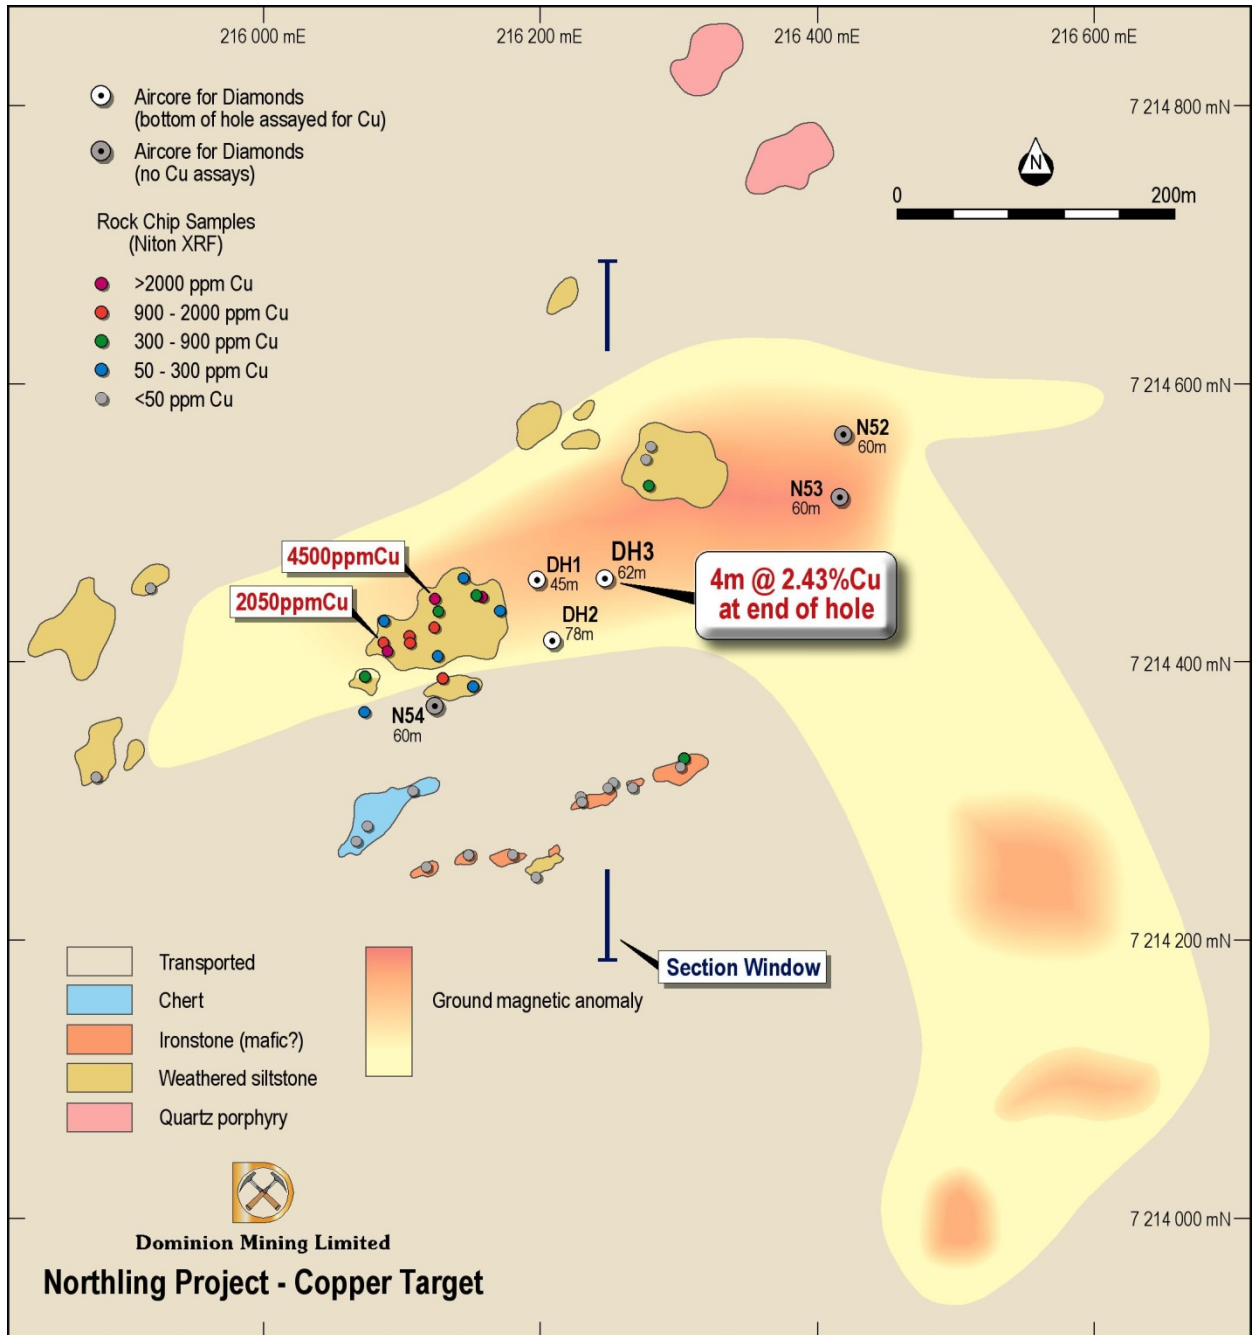 216 000 mE
216 200 mE
216 400 mE
216 600 mE
Aircore for Diamonds
(bottom of hole assayed for Cu)
Aircore for Diamonds
(no Cu assays)
Rock Chip Samples
(Niton XRF)
>2000 ppm Cu
900 - 2000 ppm Cu
300 - 900 ppm Cu
50 - 300 ppm Cu
<50 ppm Cu
7 214 800 mN
N
0
200m
7 214 600 mN
N52
60m
N53
60m
4500ppmCu
2050ppmCu
DH1
45m
DH3
62m
DH2
78m
4m @ 2.43%Cu
at end of hole
7 214 400 mN
N54
60m
7 214 200 mN
Section Window
Transported
Chert
Ironstone (mafic?)
Weathered siltstone
Quartz porphyry
Ground magnetic anomaly
7 214 000 mN
D
Dominion Mining Limited
Northling Project - Copper Target